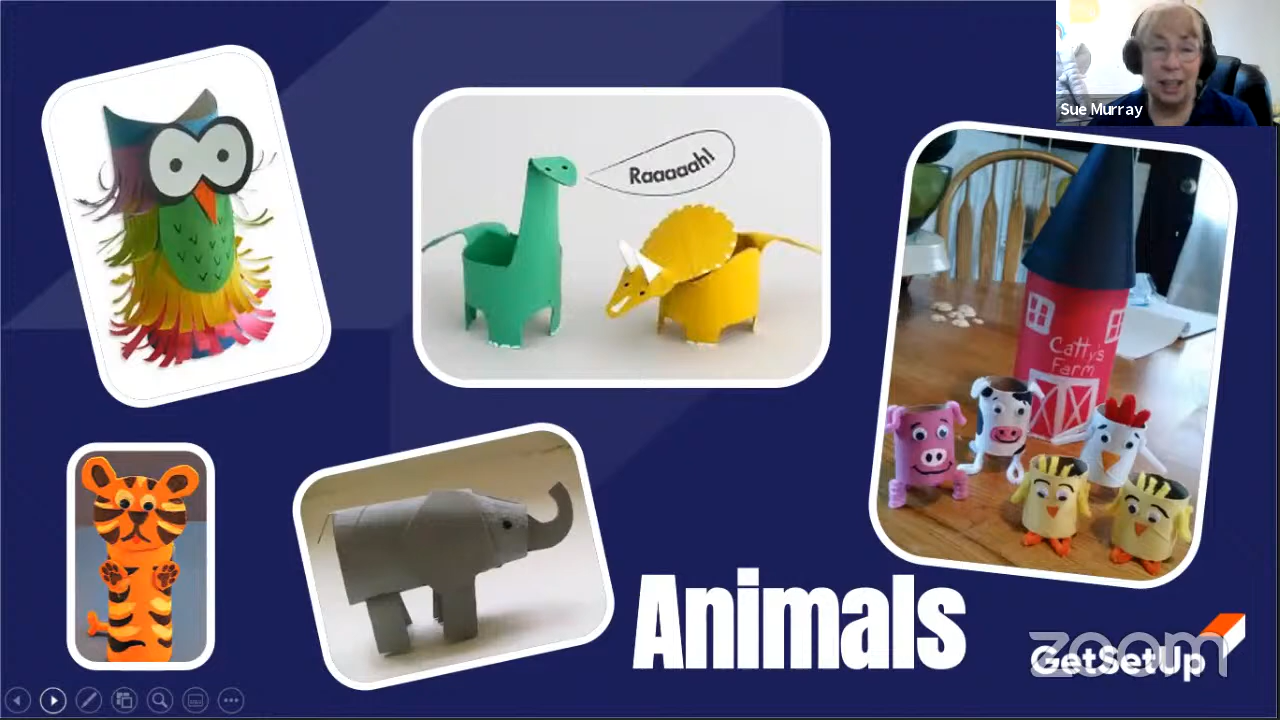 Sue Murray
Raaaaah!
Catty's
Farm
Animals
zoom
GetSetUp